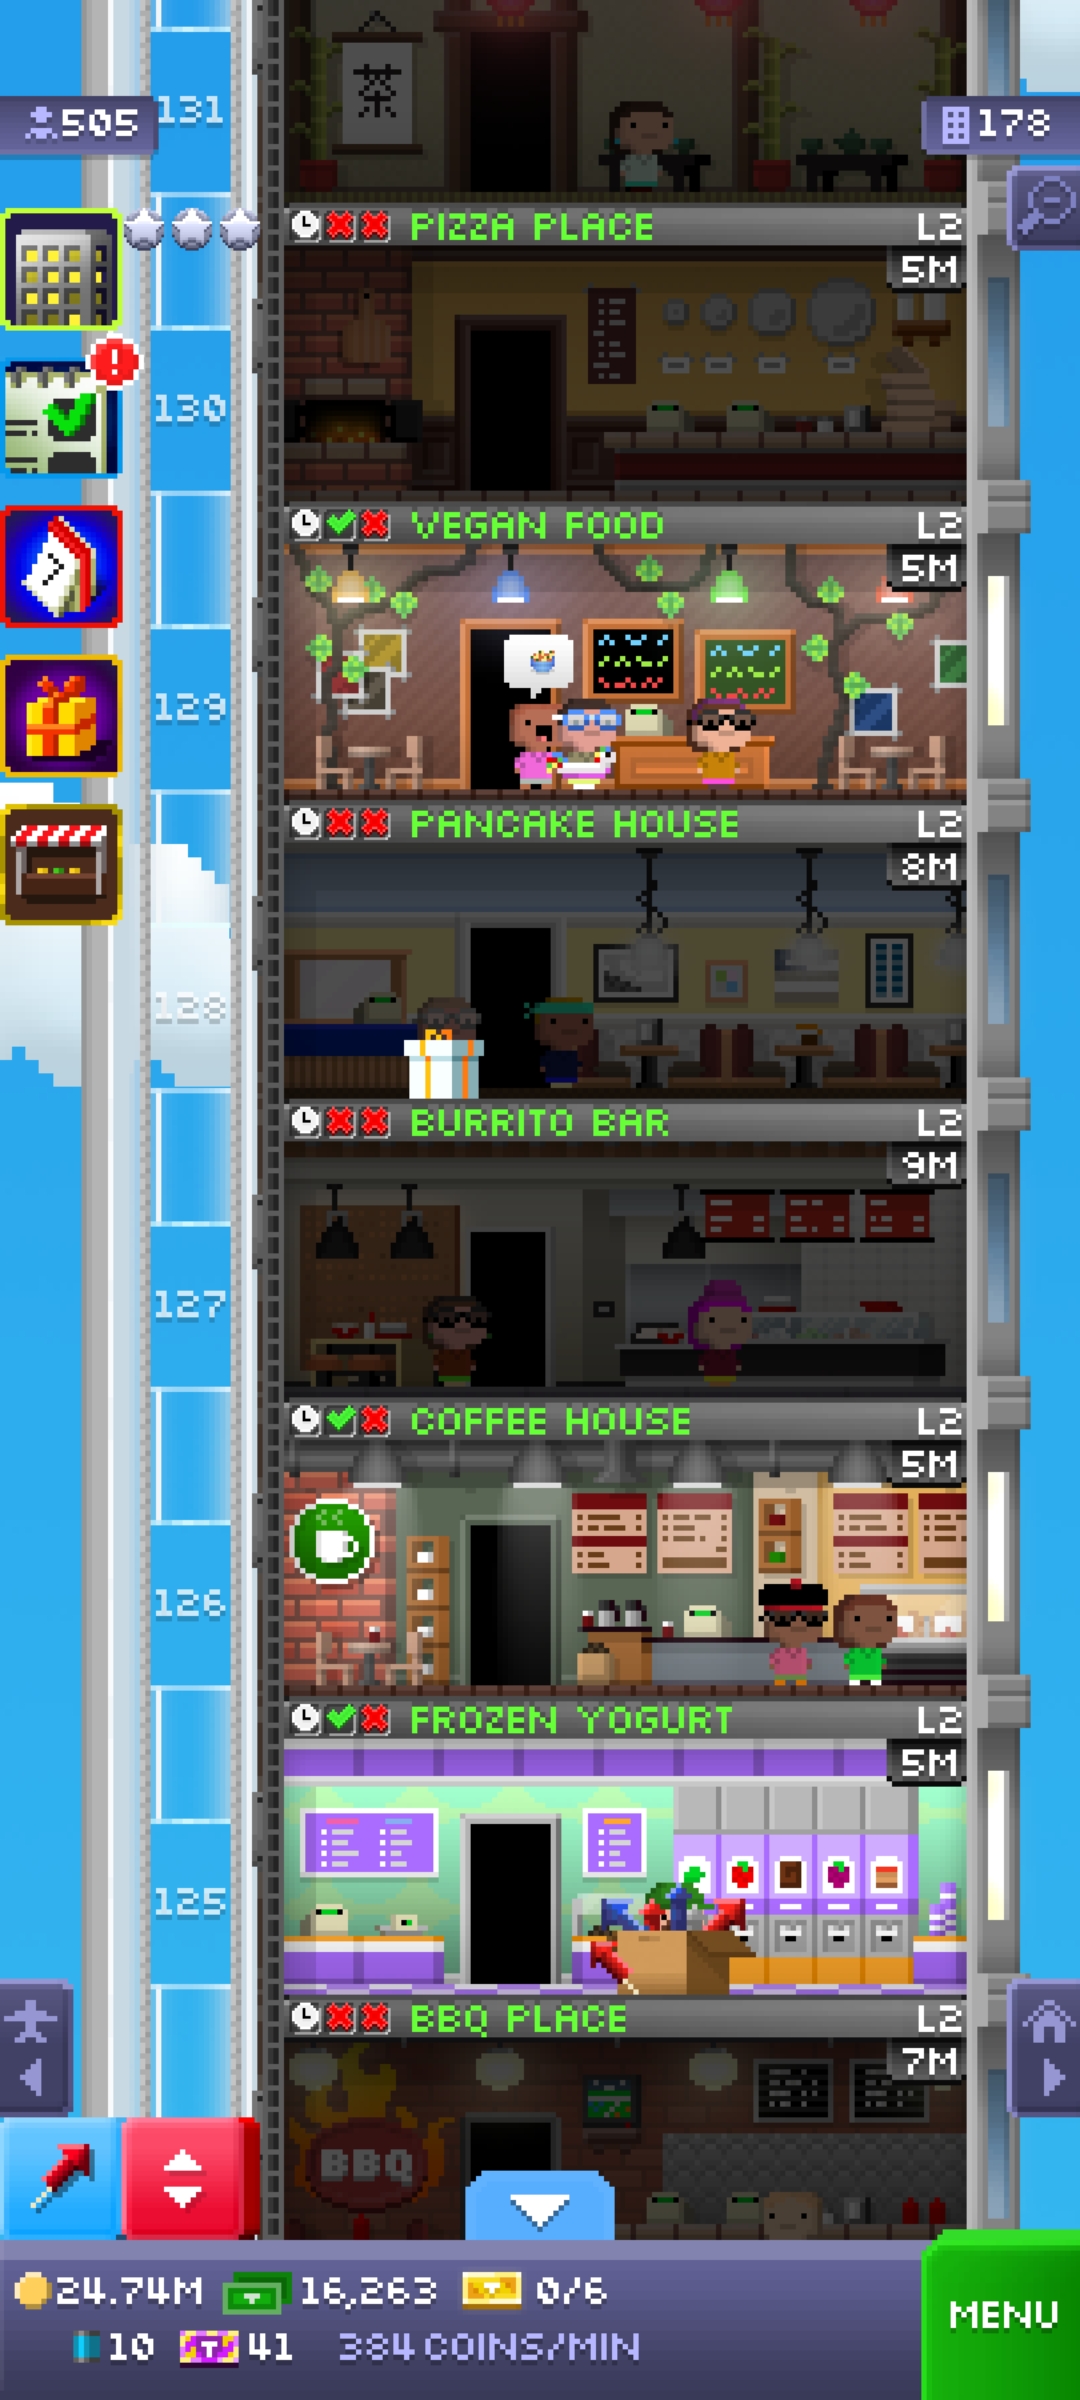 131
505
178
茶
PIZZA PLACE L2
5M
130
VEGAN FOOD L2
5M
129
PANCAKE HOUSE L2
8M
128
BURRITO BAR L2
9M
127
COFFEE HOUSE L2
5M
126
FROZEN YOGURT L2
5M
125
BBQ PLACE L2
7M
BBQ
24.74M 16,263 0/6
MENU
10 41 384 COINS/MIN